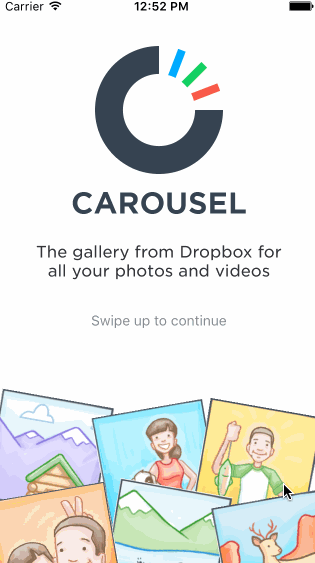 Carrier 12:52 PM
CAROUSEL
The gallery from Dropbox for
all your photos and videos
Swipe up to continue